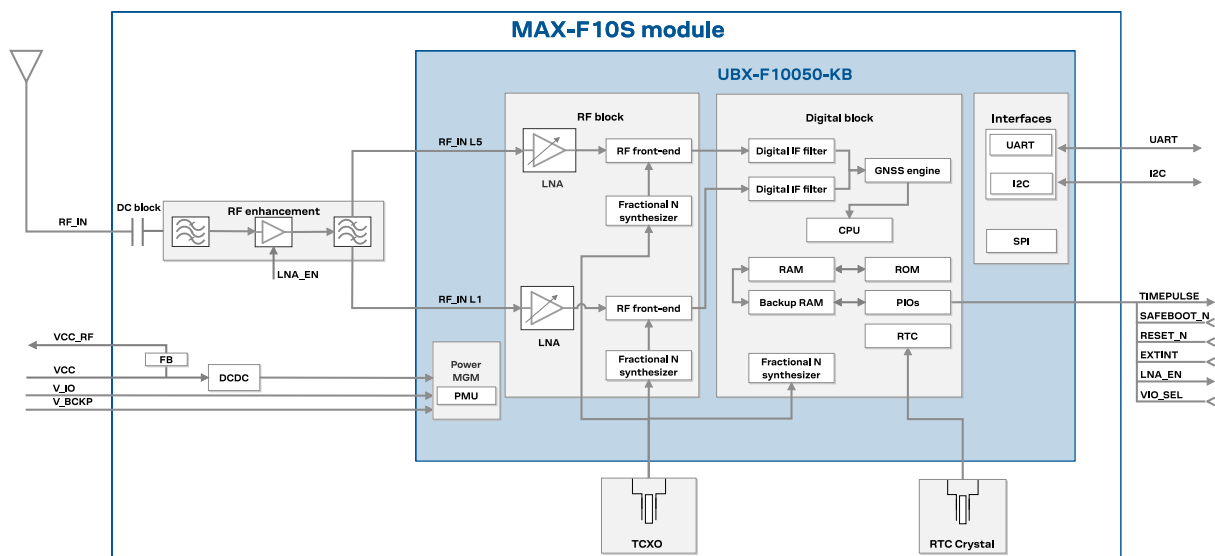 MAX-F10S module
UBX-F10050-KB
RF block
Digital block
Interfaces
RF_IN L5
LNA
RF front-end
Fractional N
synthesizer
Digital IF filter
Digital IF filter
GNSS engine
CPU
UART
I2C
SPI
UART
I2C
RF_IN
DC block
RF enhancement
LNA_EN
RF_IN L1
LNA
RF front-end
Fractional N
synthesizer
RAM
ROM
Backup RAM
PIOs
RTC
Fractional N
synthesizer
TIMEPULSE
SAFEBOOT_N
RESET_N
EXTINT
LNA_EN
VIO_SEL
VCC_RF
FB
VCC
DCDC
V_IO
V_BCKP
Power
MGM
PMU
TCXO
RTC Crystal